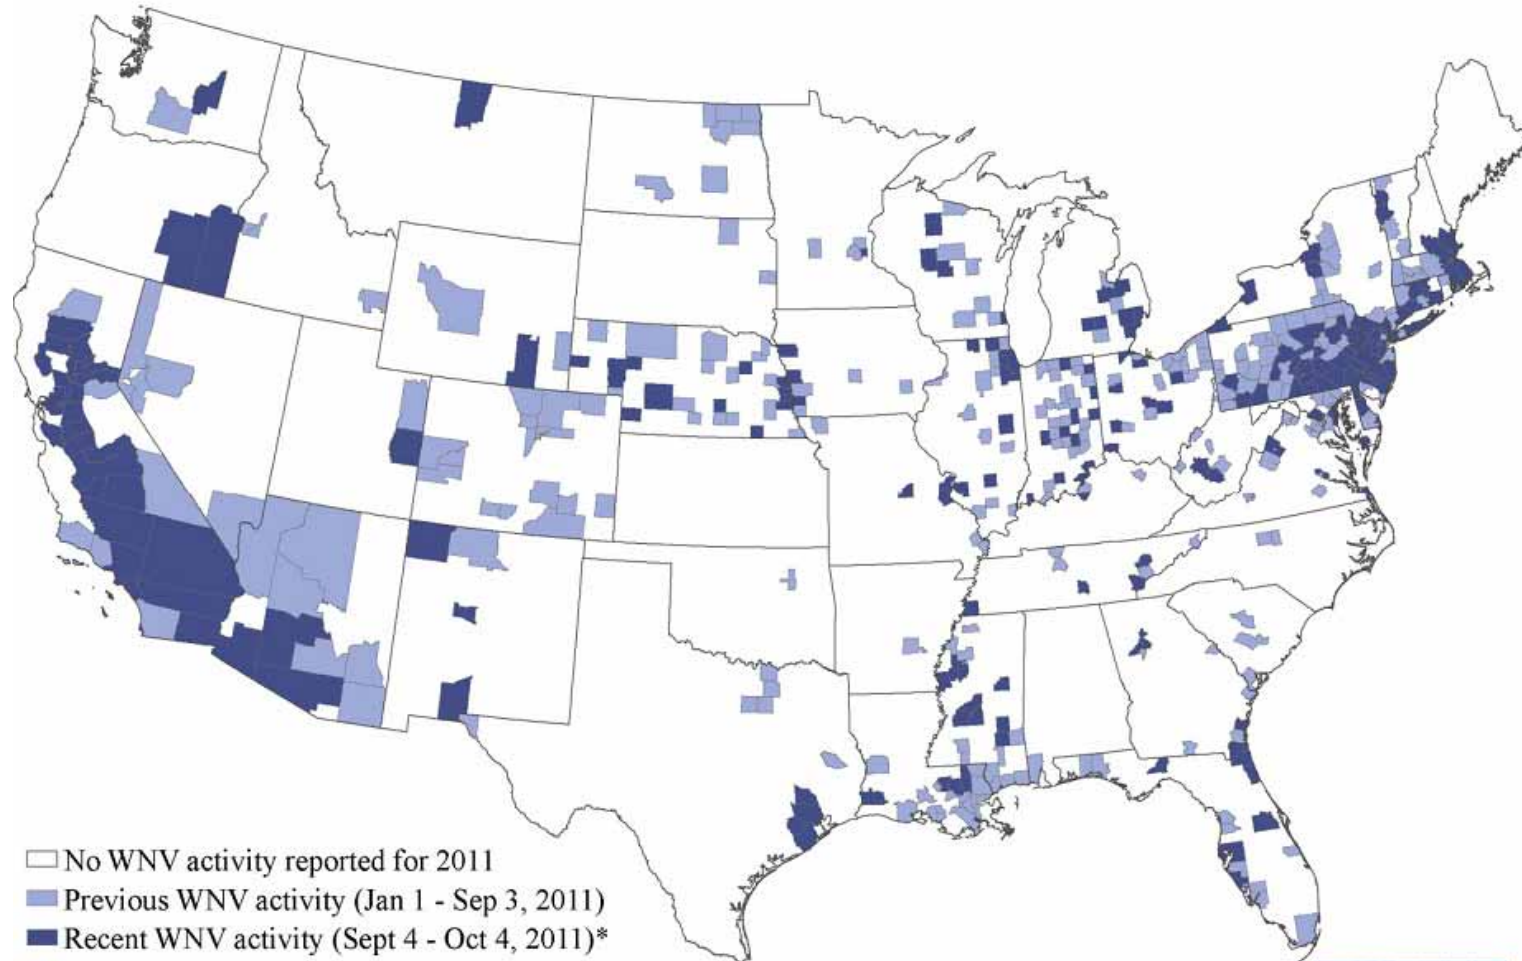 No WNV activity reported for 2011
Previous WNV activity (Jan 1 - Sep 3, 2011)
Recent WNV activity (Sept 4 - Oct 4, 2011)*